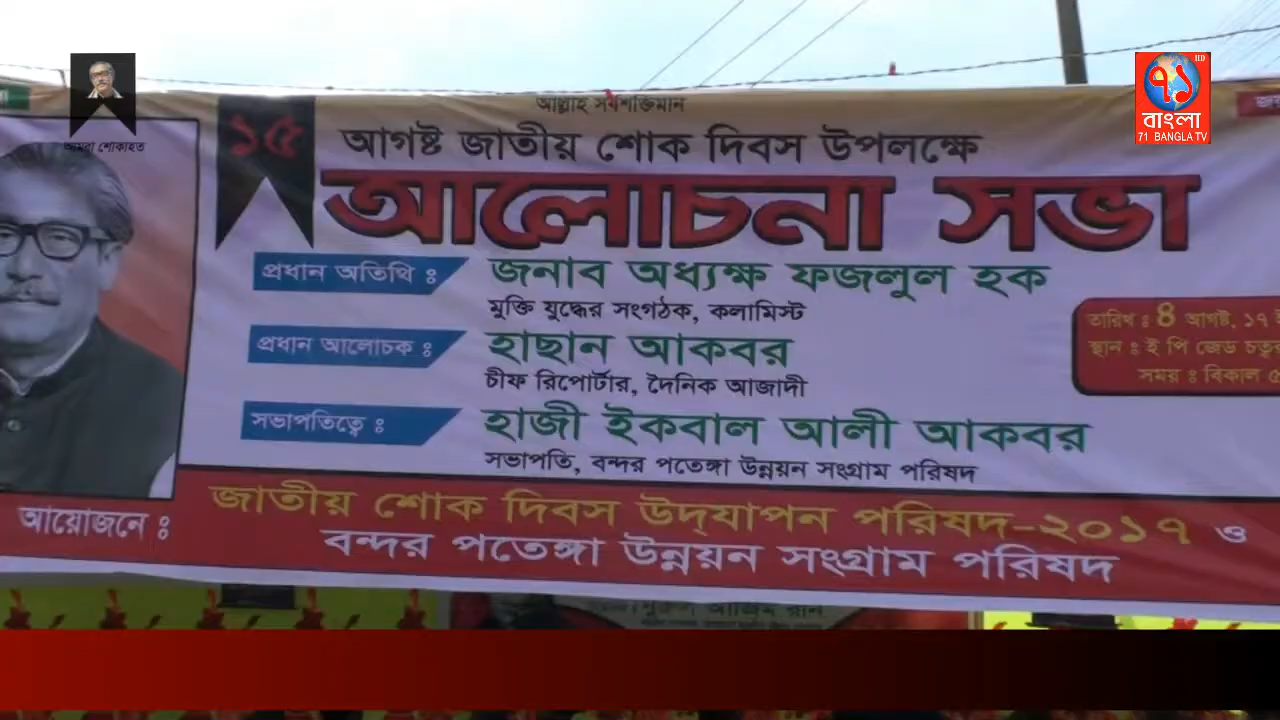 আমরা শোকাহত
৭১
বাংলা
71 BANGLA TV
আল্লাহ সর্বশক্তিমান
১৫
আগষ্ট জাতীয় শোক দিবস উপলক্ষে
আলোচনা সভা
প্রধান অতিথি ঃ জনাব অধ্যক্ষ ফজলুল হক
মুক্তি যুদ্ধের সংগঠক, কলামিস্ট
প্রধান আলোচক ঃ হাছান আকবর
চীফ রিপোর্টার, দৈনিক আজাদী
সভাপতিত্বে ঃ হাজী ইকবাল আলী আকবর
সভাপতি, বন্দর পতেঙ্গা উন্নয়ন সংগ্রাম পরিষদ
তারিখ ঃ 8 আগষ্ট, ১৭
স্থান ঃ ই পি জেড
সময় ঃ বিকাল
আয়োজনে ঃ জাতীয় শোক দিবস উদ্‌যাপন পরিষদ-২০১৭ ও
বন্দর পতেঙ্গা উন্নয়ন সংগ্রাম পরিষদ